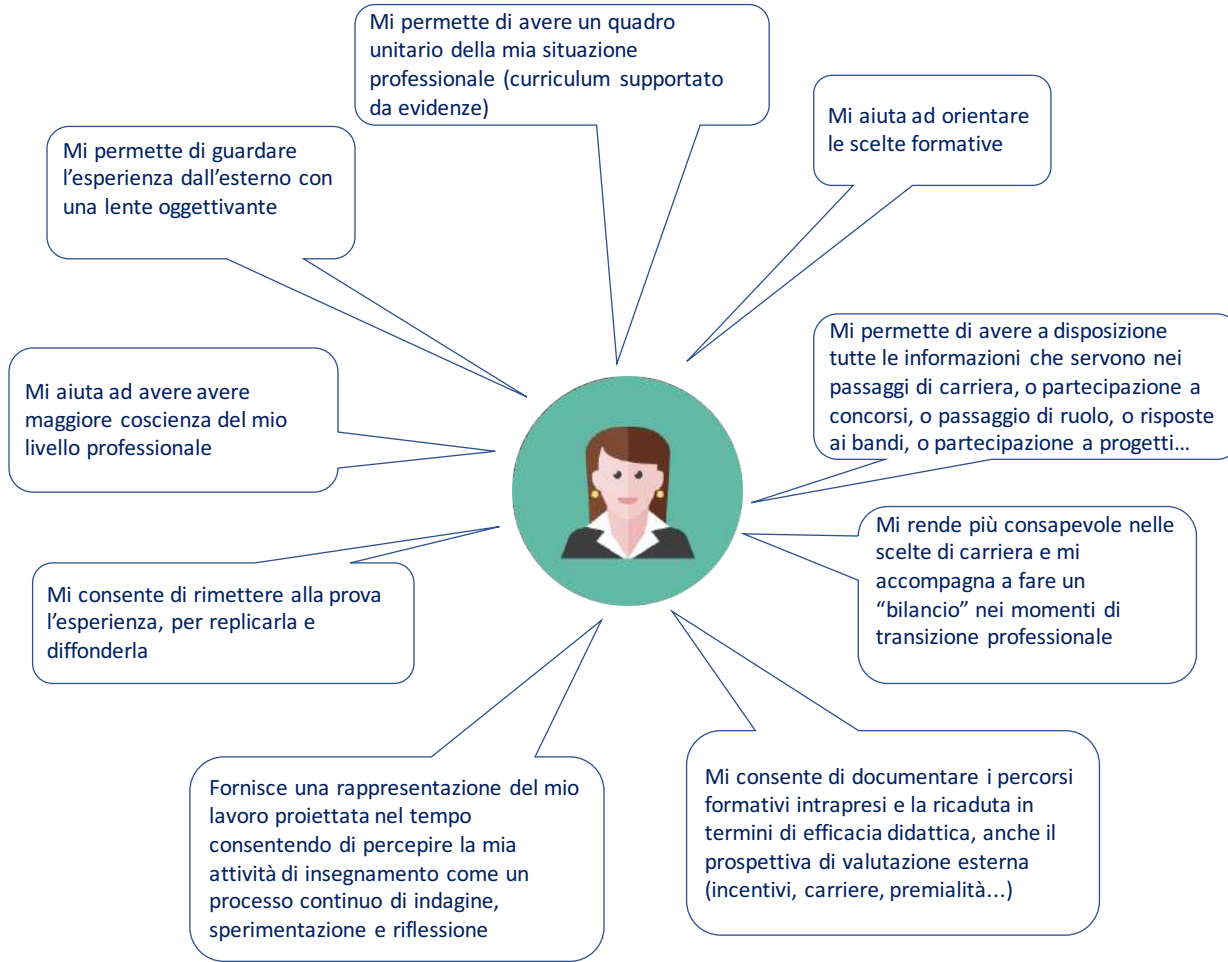 Mi permette di avere un quadro
unitario della mia situazione
professionale (curriculum supportato
da evidenze)
Mi aiuta ad orientare
le scelte formative
Mi permette di guardare
l’esperienza dall’esterno con
una lente oggettivante
Mi permette di avere a disposizione
tutte le informazioni che servono nei
passaggi di carriera, o partecipazione a
concorsi, o passaggio di ruolo, o risposte
ai bandi, o partecipazione a progetti…
Mi aiuta ad avere avere
maggiore coscienza del mio
livello professionale
Mi rende più consapevole nelle
scelte di carriera e mi
accompagna a fare un
“bilancio” nei momenti di
transizione professionale
Mi consente di rimettere alla prova
l’esperienza, per replicarla e
diffonderla
Fornisce una rappresentazione del mio
lavoro proiettata nel tempo
consentendo di percepire la mia
attività di insegnamento come un
processo continuo di indagine,
sperimentazione e riflessione
Mi consente di documentare i percorsi
formativi intrapresi e la ricaduta in
termini di efficacia didattica, anche il
prospettiva di valutazione esterna
(incentivi, carriere, premialità…)